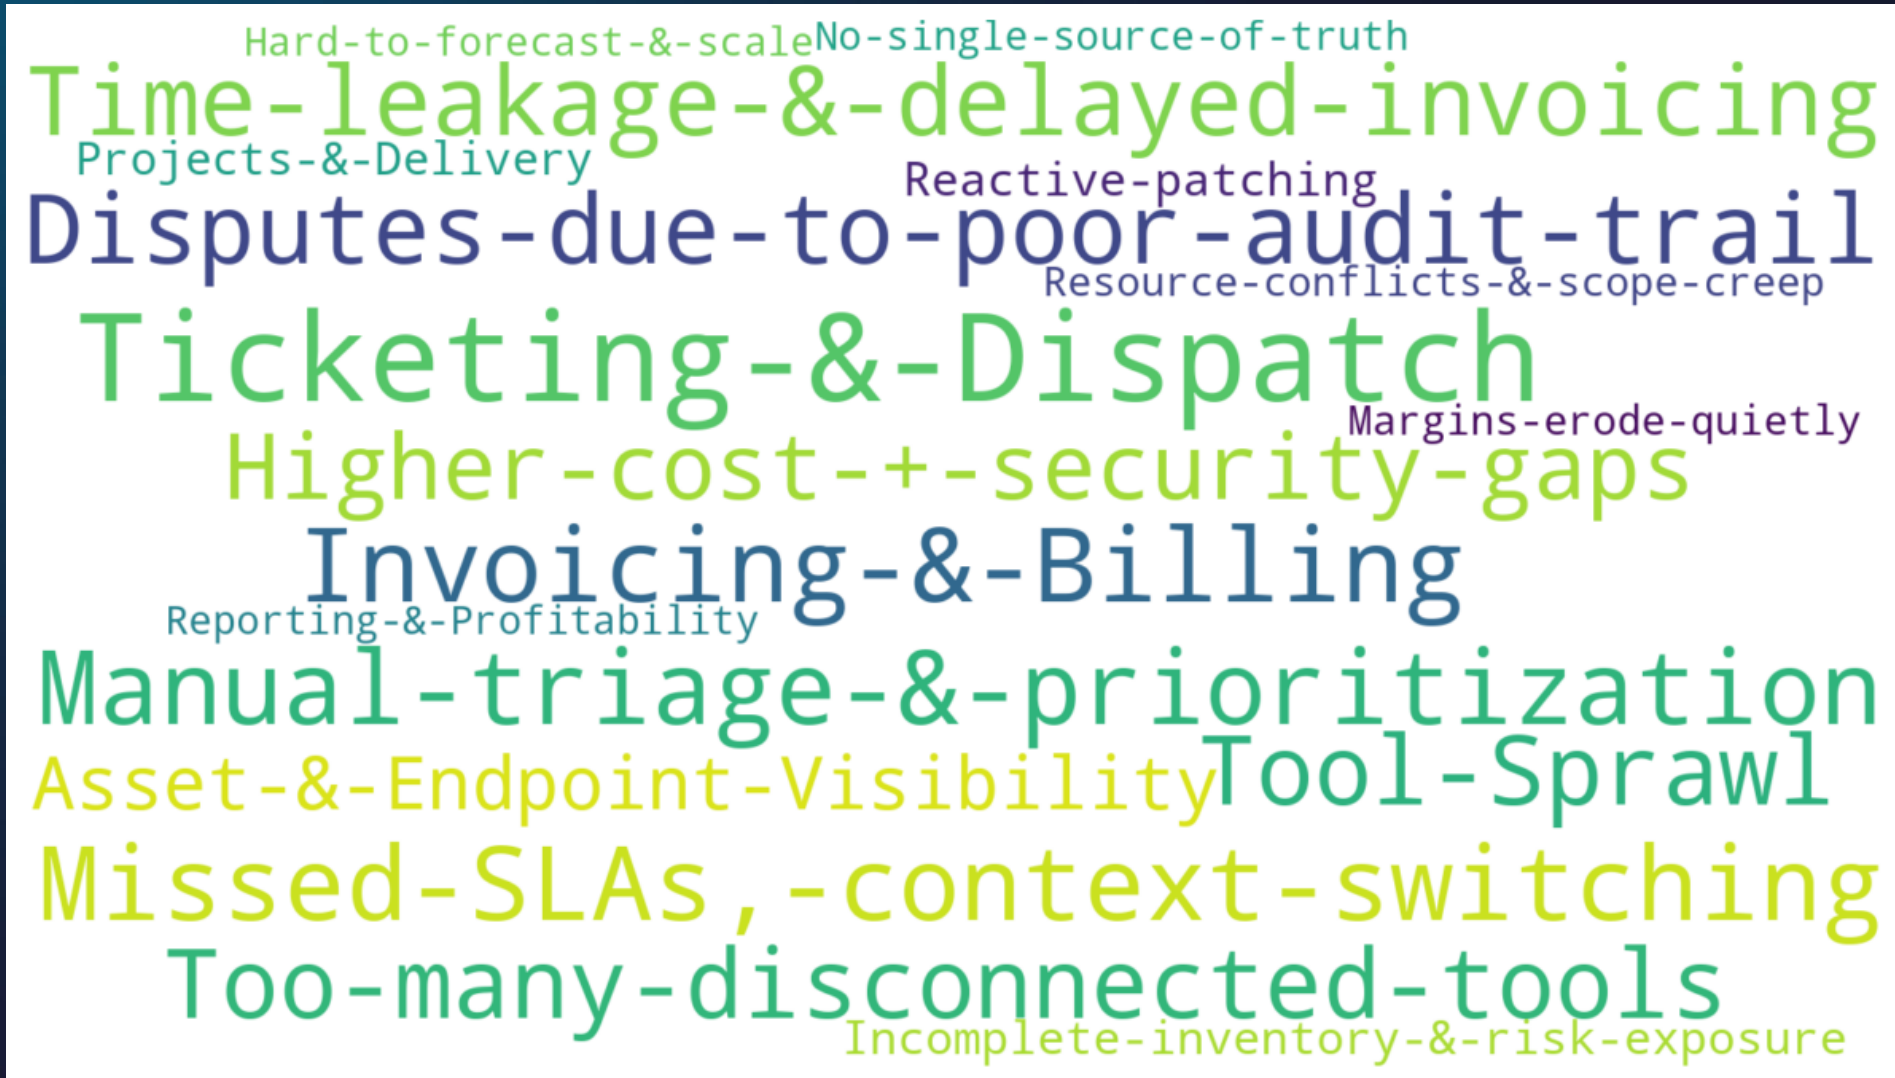 Hard-to-forecast-&-scale
No-single-source-of-truth
Time-leakage-&-delayed-invoicing
Projects-&-Delivery
Reactive-patching
Disputes-due-to-poor-audit-trail
Resource-conflicts-&-scope-creep
Ticketing-&-Dispatch
Margins-erode-quietly
Higher-cost-+-security-gaps
Invoicing-&-Billing
Reporting-&-Profitability
Manual-triage-&-prioritization
Asset-&-Endpoint-Visibility
Tool-Sprawl
Missed-SLAs,-context-switching
Too-many-disconnected-tools
Incomplete-inventory-&-risk-exposure